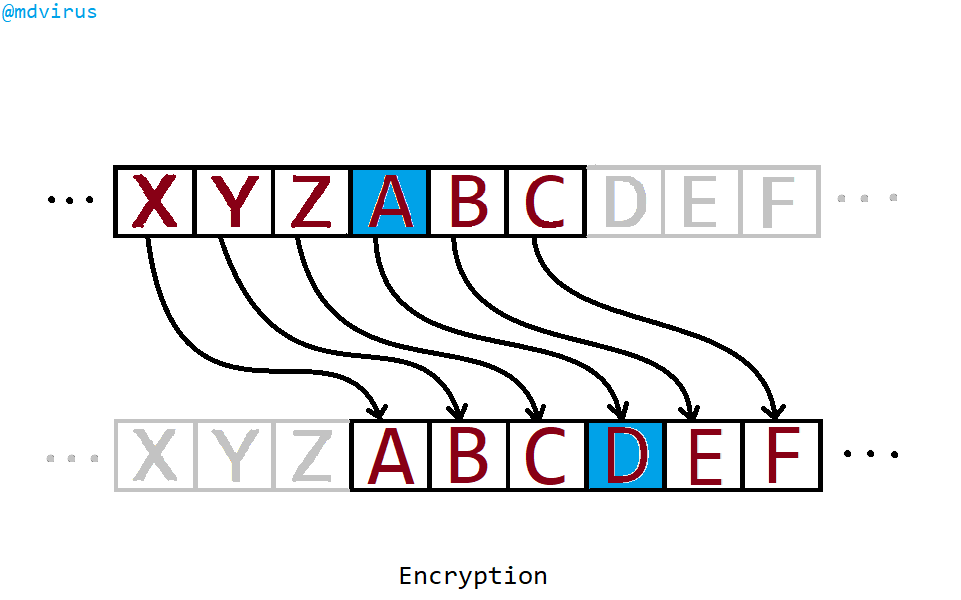 @mdvirus
... X Y Z A B C D E F ...
... X Y Z A B C D E F ...
Encryption